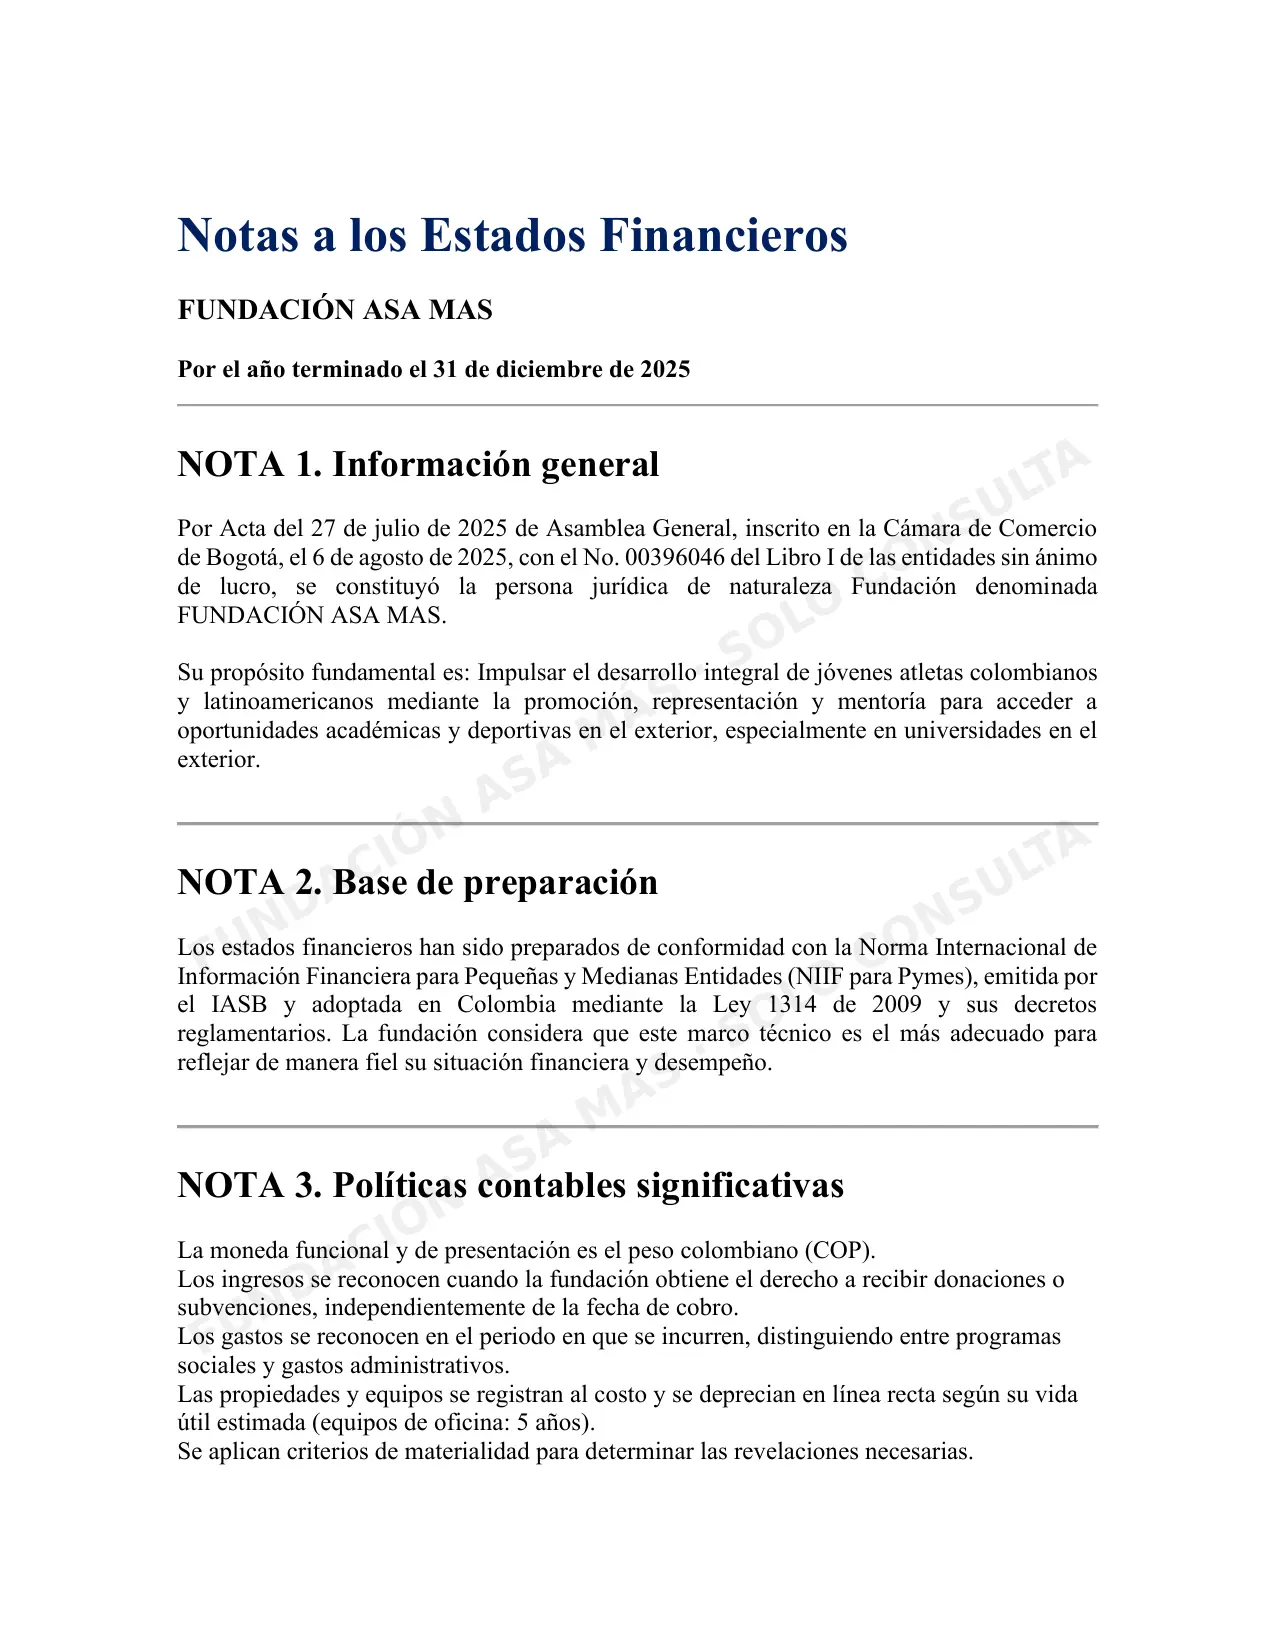 Notas a los Estados Financieros
FUNDACIÓN ASA MAS
Por el año terminado el 31 de diciembre de 2025
NOTA 1. Información general
Por Acta del 27 de julio de 2025 de Asamblea General, inscrito en la Cámara de Comercio
de Bogotá, el 6 de agosto de 2025, con el No. 00396046 del Libro I de las entidades sin ánimo
de lucro, se constituyó la persona jurídica de naturaleza Fundación denominada
FUNDACIÓN ASA MAS.
Su propósito fundamental es: Impulsar el desarrollo integral de jóvenes atletas colombianos
y latinoamericanos mediante la promoción, representación y mentoría para acceder a
oportunidades académicas y deportivas en el exterior, especialmente en universidades en el
exterior.
FUNDACIÓN ASA MÁS · SOLO CONSULTA
NOTA 2. Base de preparación
Los estados financieros han sido preparados de conformidad con la Norma Internacional de
Información Financiera para Pequeñas y Medianas Entidades (NIIF para Pymes), emitida por
el IASB y adoptada en Colombia mediante la Ley 1314 de 2009 y sus decretos
reglamentarios. La fundación considera que este marco técnico es el más adecuado para
reflejar de manera fiel su situación financiera y desempeño.
FUNDACIÓN ASA MÁS · SOLO CONSULTA
NOTA 3. Políticas contables significativas
La moneda funcional y de presentación es el peso colombiano (COP).
Los ingresos se reconocen cuando la fundación obtiene el derecho a recibir donaciones o
subvenciones, independientemente de la fecha de cobro.
Los gastos se reconocen en el periodo en que se incurren, distinguiendo entre programas
sociales y gastos administrativos.
Las propiedades y equipos se registran al costo y se deprecian en línea recta según su vida
útil estimada (equipos de oficina: 5 años).
Se aplican criterios de materialidad para determinar las revelaciones necesarias.